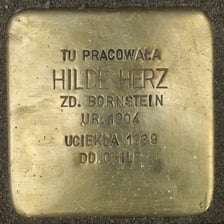 TU PRACOWAŁA
HILDE HERZ
ZD. BORNSTEIN
UR. 1904
UCIEKŁA 1939
DO CHILE